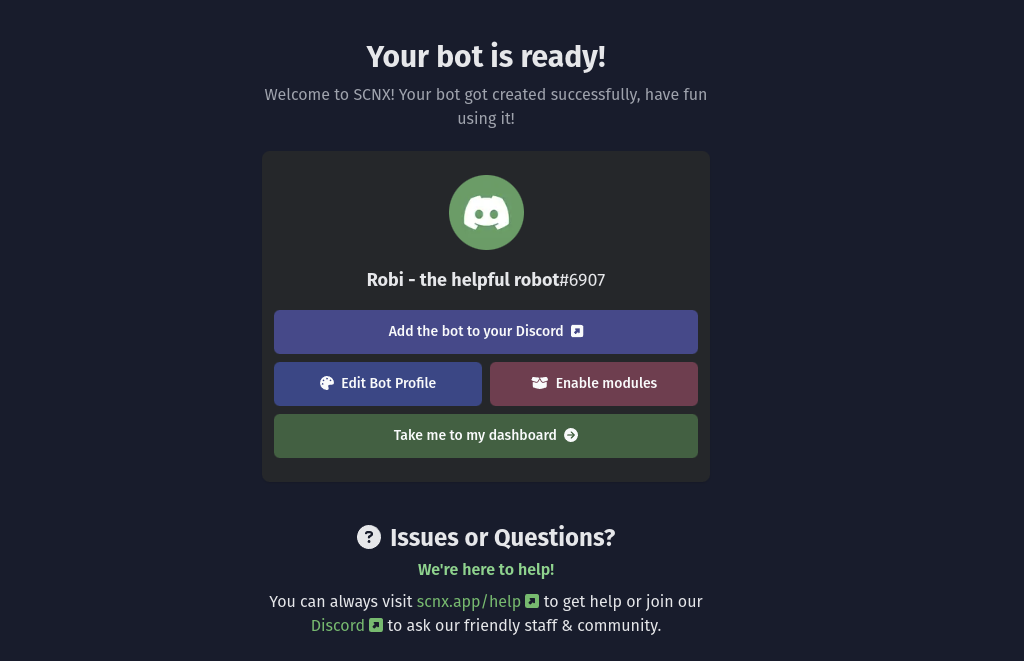 Your bot is ready!
Welcome to SCNX! Your bot got created successfully, have fun
using it!
Robi - the helpful robot#6907
Add the bot to your Discord
Edit Bot Profile
Enable modules
Take me to my dashboard
Issues or Questions?
We're here to help!
You can always visit scnx.app/help to get help or join our
Discord to ask our friendly staff & community.